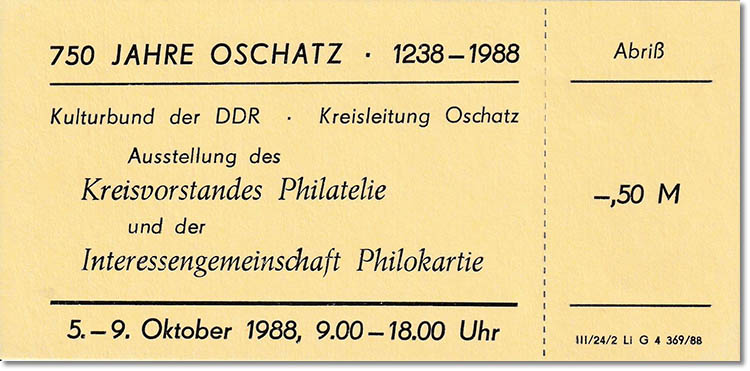 750 JAHRE OSCHATZ · 1238–1988
Kulturbund der DDR · Kreisleitung Oschatz
Ausstellung des
Kreisvorstandes Philatelie
und der
Interessengemeinschaft Philokartie
5.–9. Oktober 1988, 9.00–18.00 Uhr
Abriß
–,50 M
III/24/2 Li G 4 369/88